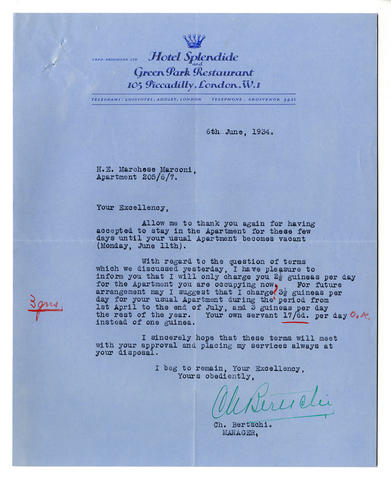 Hotel Splendide
and
Green Park Restaurant
105 Piccadilly, London, W.1
TELEPHONE: GROSVENOR
6th June, 1934.
H.E. Marchese Marconi,
Apartment 205/6/7.
Your Excellency,
Allow me to thank you again for having
accepted to stay in the Apartment for these few
days until your usual Apartment becomes vacant
(Monday, June 11th).
With regard to the question of terms
which we discussed yesterday, I have pleasure to
inform you that I will only charge you 2½ guineas per day
for the Apartment you are occupying now. For future
arrangement may I suggest that I charge 3½ guineas per
day for your usual Apartment during the period from
1st April to the end of July, and 3 guineas per day
the rest of the year. Your own servant 17/6d. per day
instead of one guinea.
3 gns.
I sincerely hope that these terms will meet
with your approval and placing my services always at
your disposal.
I beg to remain, Your Excellency,
Yours obediently,
Ch Bertschi
Ch. Bertschi.
MANAGER,